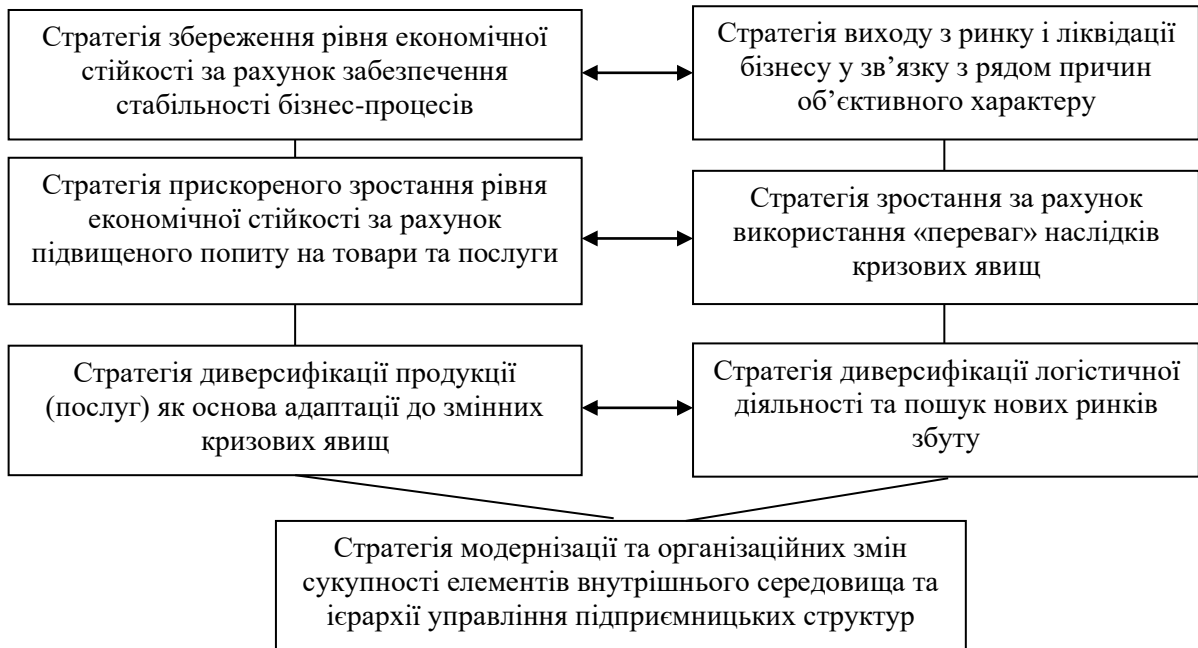 Стратегія збереження рівня економічної
стійкості за рахунок забезпечення
стабільності бізнес-процесів
Стратегія виходу з ринку і ліквідації
бізнесу у зв’язку з рядом причин
об’єктивного характеру
Стратегія прискореного зростання рівня
економічної стійкості за рахунок
підвищеного попиту на товари та послуги
Стратегія зростання за рахунок
використання «переваг» наслідків
кризових явищ
Стратегія диверсифікації продукції
(послуг) як основа адаптації до змінних
кризових явищ
Стратегія диверсифікації логістичної
діяльності та пошук нових ринків
збуту
Стратегія модернізації та організаційних змін
сукупності елементів внутрішнього середовища та
ієрархії управління підприємницьких структур